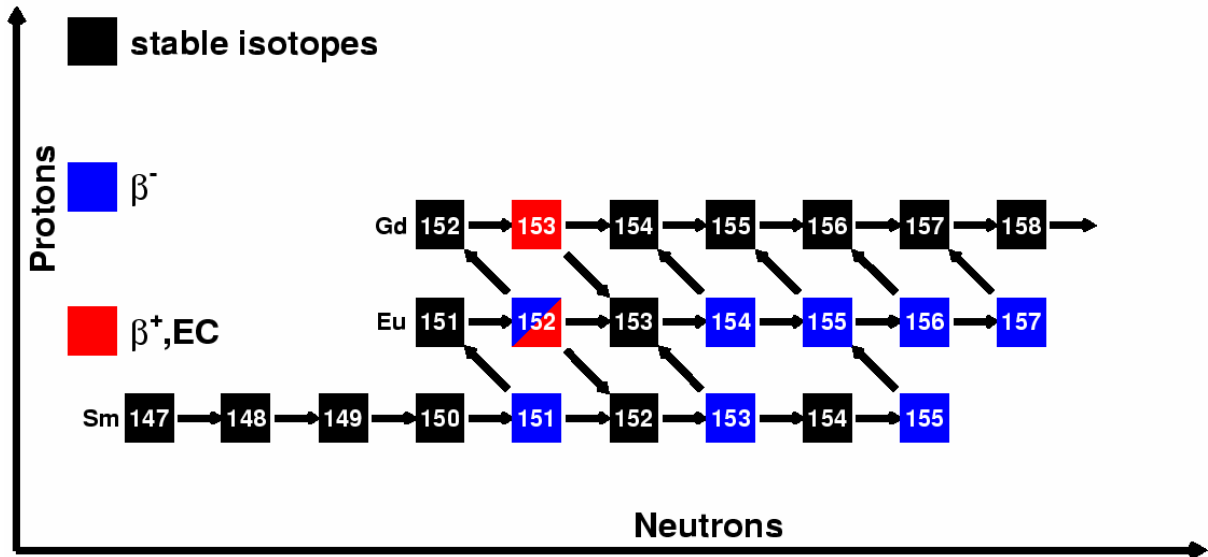 stable isotopes
β-
β+,EC
Protons
Gd 152 153 154 155 156 157 158
Eu 151 152 153 154 155 156 157
Sm 147 148 149 150 151 152 153 154 155
Neutrons